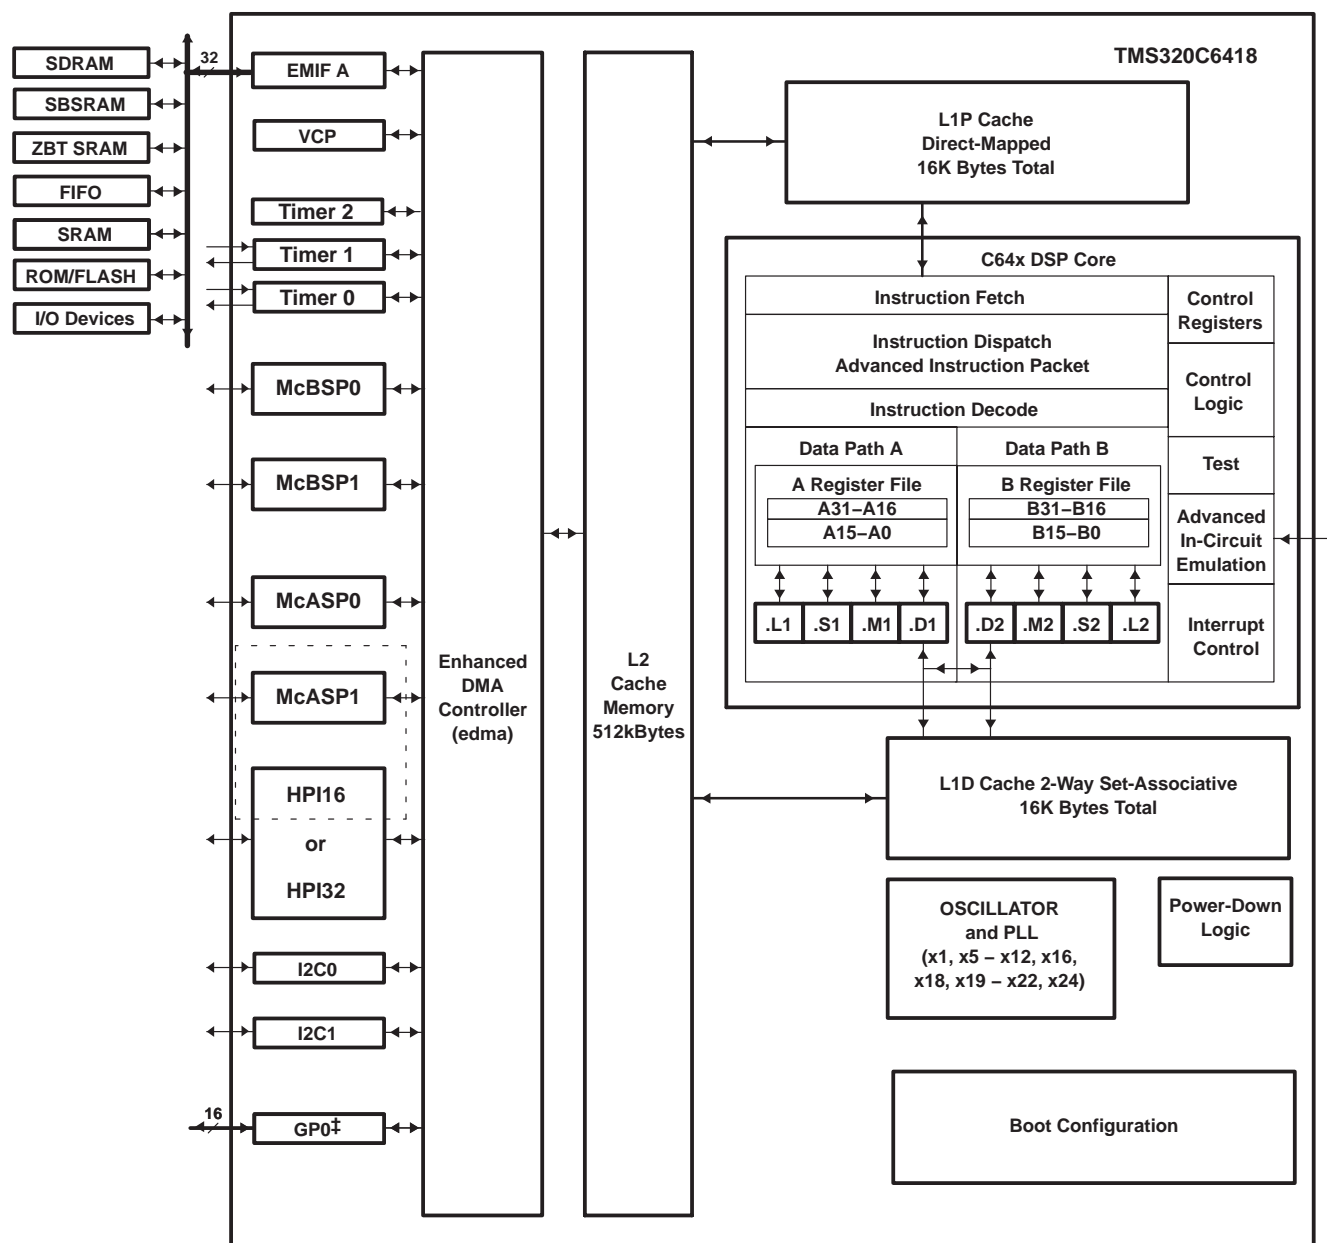 TMS320C6418
SDRAM
SBSRAM
ZBT SRAM
FIFO
SRAM
ROM/FLASH
I/O Devices
32
EMIF A
VCP
Timer 2
Timer 1
Timer 0
McBSP0
McBSP1
McASP0
McASP1
HPI16
or
HPI32
I2C0
I2C1
16
GP0‡
Enhanced
DMA
Controller
(edma)
L2
Cache
Memory
512kBytes
L1P Cache
Direct-Mapped
16K Bytes Total
C64x DSP Core
Instruction Fetch
Instruction Dispatch
Advanced Instruction Packet
Instruction Decode
Data Path A
A Register File
A31–A16
A15–A0
.L1 .S1 .M1 .D1
Data Path B
B Register File
B31–B16
B15–B0
.D2 .M2 .S2 .L2
Control
Registers
Control
Logic
Test
Advanced
In-Circuit
Emulation
Interrupt
Control
L1D Cache 2-Way Set-Associative
16K Bytes Total
OSCILLATOR
and PLL
(x1, x5 – x12, x16,
x18, x19 – x22, x24)
Power-Down
Logic
Boot Configuration